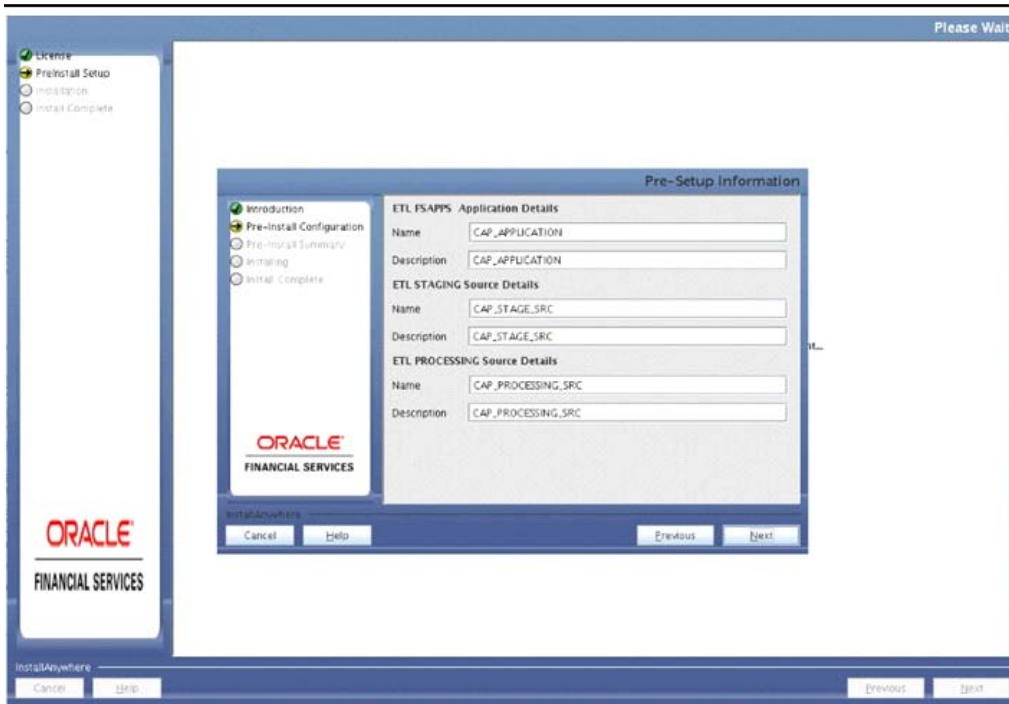 Please Wait
License
PreInstall Setup
Installation
Install Complete
Pre-Setup Information
Introduction
Pre-Install Configuration
Pre-Install Summary
Installing
Install Complete
ETL FSAPPS Application Details
Name CAP_APPLICATION
Description CAP_APPLICATION
ETL STAGING Source Details
Name CAP_STAGE_SRC
Description CAP_STAGE_SRC
ETL PROCESSING Source Details
Name CAP_PROCESSING_SRC
Description CAP_PROCESSING_SRC
ORACLE
FINANCIAL SERVICES
InstallAnywhere
Cancel Help Previous Next
ORACLE
FINANCIAL SERVICES
InstallAnywhere
Cancel Help Previous Next